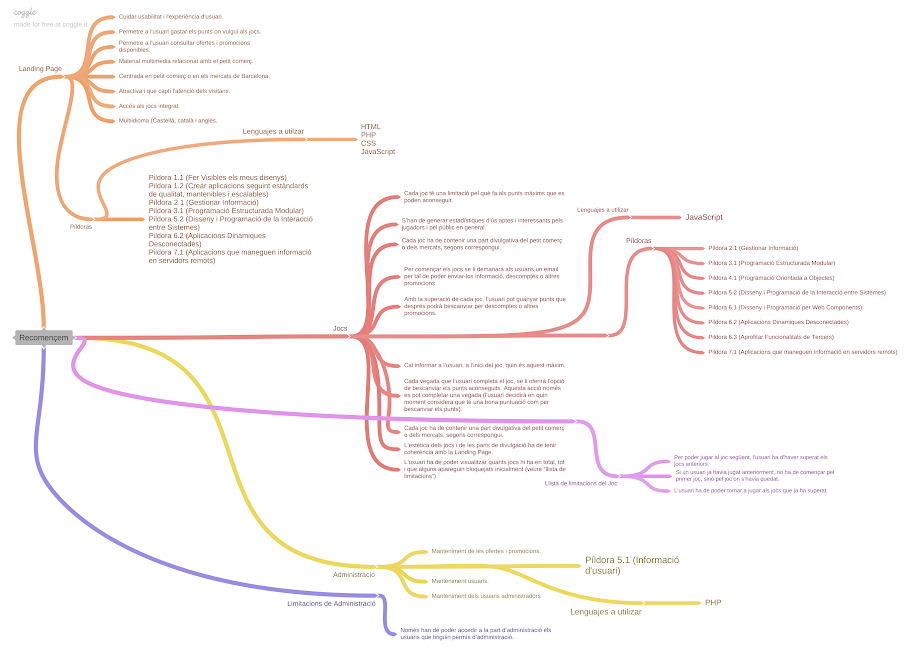 coggle
made for free at coggle.it
Cuidar usabilitat i l'experiència d'usuari.
Permetre a l'usuari gastar els punts on vulgui als jocs.
Permetre a l'usuari consultar ofertes i promocions
disponibles.
Material multimedia relacionat amb el petit comerç.
Centrada en petit comerç o en els mercats de Barcelona.
Atractiva i que capti l'atenció dels visitans.
Accés als jocs integrat.
Multiidioma (Castellà, català i anglès.
Landing Page
Lenguajes a utilzar
HTML
PHP
CSS
JavaScript
Píldoras
Píldora 1.1 (Fer Visibles els meus disenys)
Píldora 1.2 (Crear aplicacions seguint estàndards
de qualitat, mantenibles i escalables)
Píldora 2.1 (Gestionar Informació)
Píldora 3.1 (Programació Estructurada Modular)
Píldora 5.2 (Disseny i Programació de la Interacció
entre Sistemes)
Píldora 6.2 (Aplicacions Dinamiques
Desconectades)
Píldora 7.1 (Aplicacions que maneguen información
en servidors remots)
Recomençem
Jocs
Cada joc té una limitació pel què fa als punts màxims que es
poden aconseguit.
S'han de generar estadístiques d'ús aptes i interessants pels
jugadors i pel públic en general.
Cada joc ha de contenir una part divulgativa del petit comerç
o dels mercats, segons correspongui.
Per començar els jocs se li demanarà als usuaris un email
per tal de poder enviar-los informació, descomptes o altres
promocions
Amb la superació de cada joc, l'usuari pot guanyar punts que
després podrà bescanviar per descomptes o altres
promocions.
Cal informar a l'usuari, a l'inici del joc, quin és aquest màxim.
Cada vegada que l'usuari completa el joc, se li oferirà l'opció
de bescanviar els punts aconseguits. Aquesta acció només
es pot completar una vegada (l'usuari decidirà en quin
moment considera que té una bona puntuació com per
bescanviar els punts).
Cada joc ha de contenir una part divulgativa del petit comerç
o dels mercats, segons correspongui.
L'estètica dels jocs i de les parts de divulgació ha de tenir
coherència amb la Landing Page.
L'usuari ha de poder visualitzar quants jocs hi ha en total, tot
i que alguns apareguin bloquejats inicialment (veure "llista de
limitacions").
Lenguajes a utilizar
JavaScript
Píldoras
Píldora 2.1 (Gestionar Informació)
Píldora 3.1 (Programació Estructurada Modular)
Píldora 4.1 (Programació Orientada a Objectes)
Píldora 5.2 (Disseny i Programació de la Interacció entre Sistemes)
Píldora 6.1 (Disseny i Programació per Web Components)
Píldora 6.2 (Aplicacions Dinamiques Desconectades)
Píldora 6.3 (Aprofitar Funcionalitats de Tercers)
Píldora 7.1 (Aplicacions que maneguen informació en servidors remots)
Llista de limitacions del Joc
Per poder jugar al joc següent, l'usuari ha d'haver superat els
jocs anteriors.
Si un usuari ja havia jugat anteriorment, no ha de començar pel
primer joc, sinó pel joc on s'havia quedat.
L'usuari ha de poder tornar a jugar als jocs que ja ha superat.
Administració
Manteniment de les ofertes i promocions.
Píldora 5.1 (Informació
d'usuari)
Manteniment usuaris.
Manteniment dels usuaris administradors
Lenguajes a utilizar
PHP
Limitacions de Administració
Només han de poder accedir a la part d'administració els
usuaris que tinguin permís d'administració.